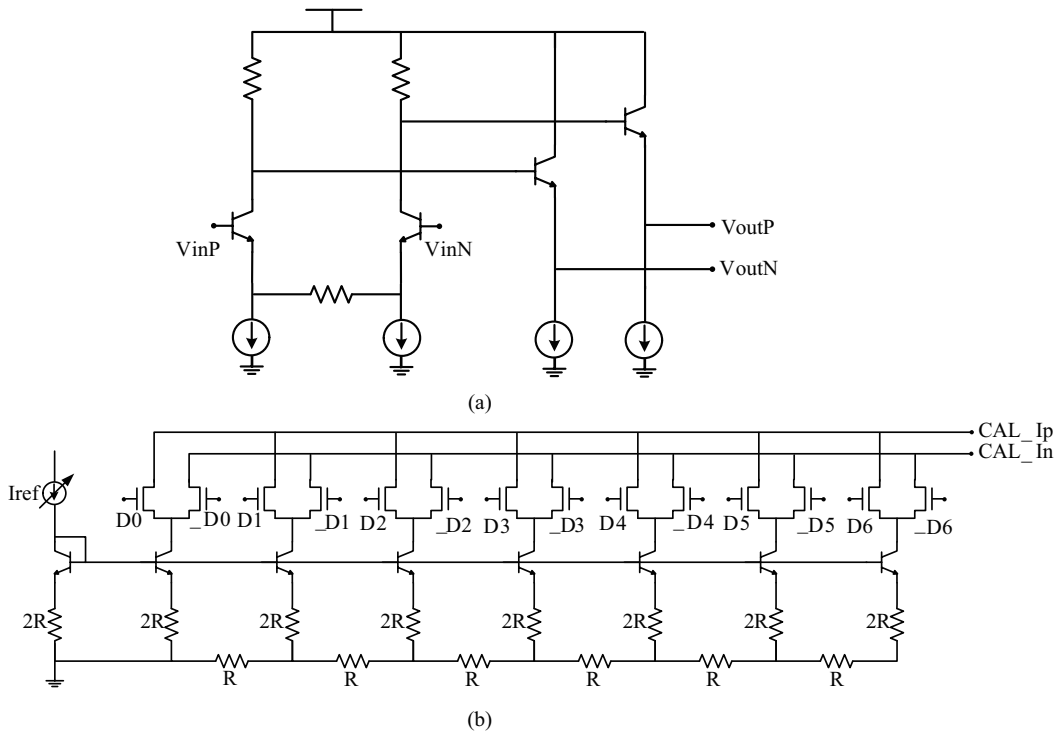 VinP
VinN
VoutP
VoutN
(a)
CAL_Ip
CAL_In
Iref
D0
_D0
D1
_D1
D2
_D2
D3
_D3
D4
_D4
D5
_D5
D6
_D6
2R
2R
2R
2R
2R
2R
2R
2R
R
R
R
R
R
R
(b)